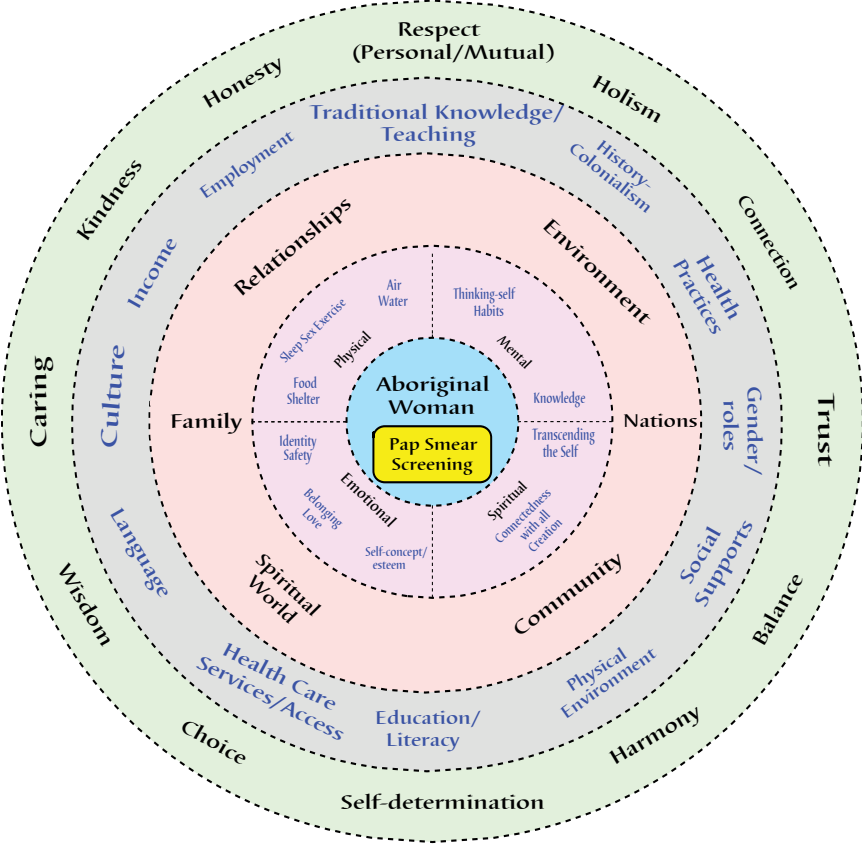 Respect
(Personal/Mutual)
Holism
Connection
Trust
Balance
Harmony
Self-determination
Choice
Wisdom
Caring
Kindness
Honesty
Traditional Knowledge/
Teaching
History-
Colonialism
Health
Practices
Gender/
roles
Social
Supports
Physical
Environment
Education/
Literacy
Health Care
Services/Access
Language
Culture
Income
Employment
Relationships
Environment
Nations
Community
Spiritual
World
Family
Air
Water
Sleep Sex Exercise
Physical
Food
Shelter
Thinking-self
Habits
Mental
Knowledge
Transcending
the Self
Spiritual
Connectedness
with all
Creation
Identity
Safety
Emotional
Belonging
Love
Self-concept/
esteem
Aboriginal
Woman
Pap Smear
Screening